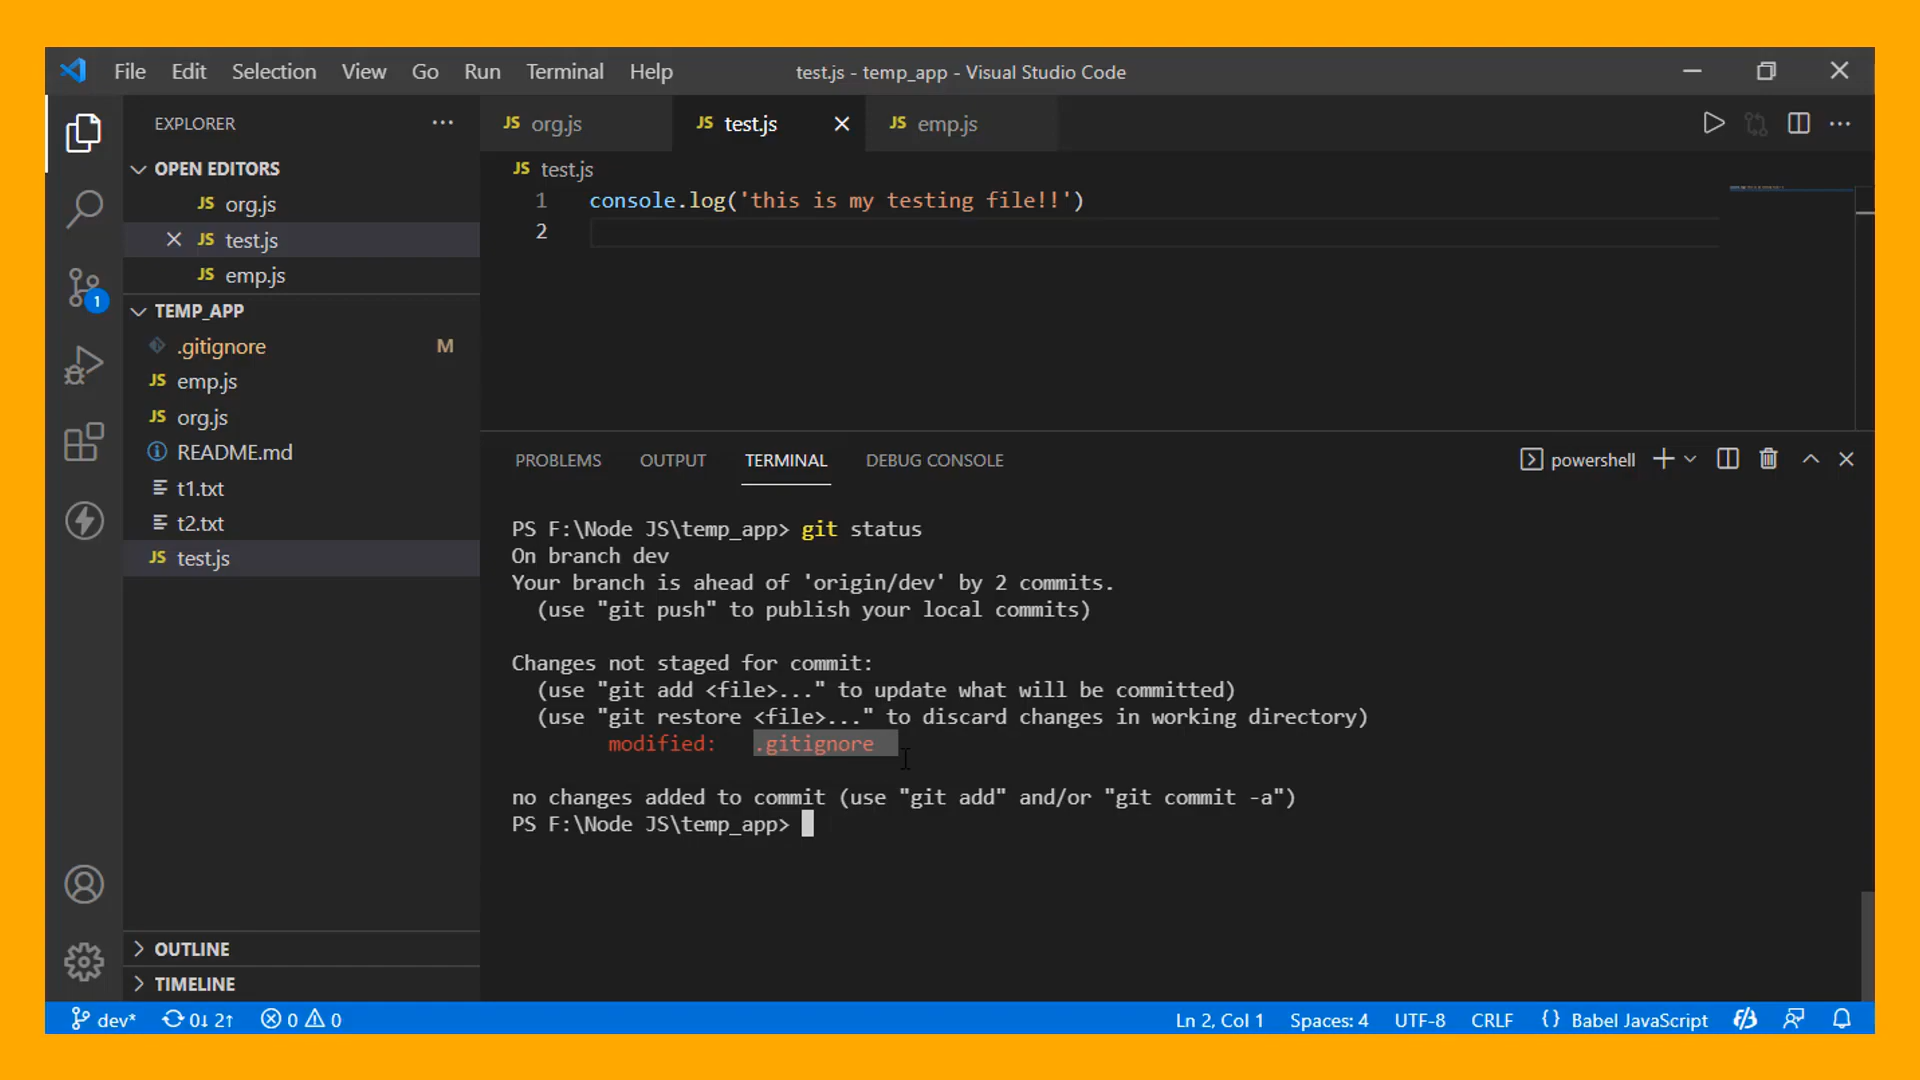 File Edit Selection View Go Run Terminal Help
test.js - temp_app - Visual Studio Code
EXPLORER
OPEN EDITORS
JS org.js
JS test.js
JS emp.js
1
TEMP_APP
.gitignore M
JS emp.js
JS org.js
README.md
t1.txt
t2.txt
JS test.js
OUTLINE
TIMELINE
JS org.js JS test.js JS emp.js
JS test.js
1 console.log('this is my testing file!!')
2
PROBLEMS OUTPUT TERMINAL DEBUG CONSOLE
powershell
PS F:\Node JS\temp_app> git status
On branch dev
Your branch is ahead of 'origin/dev' by 2 commits.
(use "git push" to publish your local commits)
Changes not staged for commit:
(use "git add <file>..." to update what will be committed)
(use "git restore <file>..." to discard changes in working directory)
modified: .gitignore
no changes added to commit (use "git add" and/or "git commit -a")
PS F:\Node JS\temp_app>
dev* 0↓ 2↑ 0 0
Ln 2, Col 1 Spaces: 4 UTF-8 CRLF {} Babel JavaScript